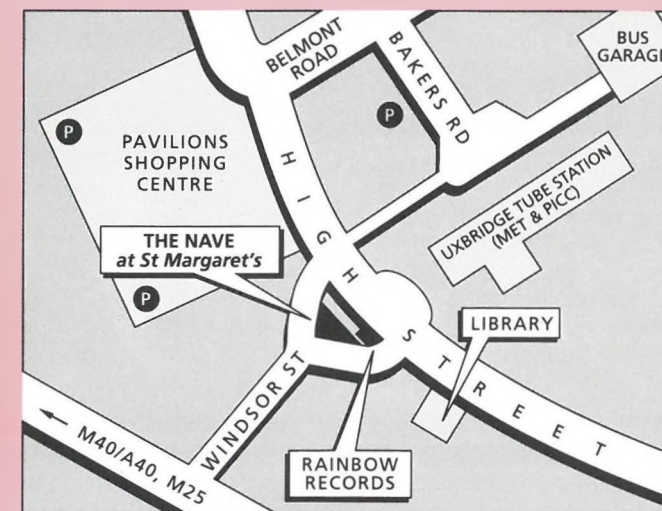 BELMONT
ROAD
BAKERS RD
BUS
GARAGE
P
P
PAVILIONS
SHOPPING
CENTRE
HIGH STREET
UXBRIDGE TUBE STATION
(MET & PICC)
THE NAVE
at St Margaret's
P
LIBRARY
WINDSOR ST
RAINBOW
RECORDS
M40/A40, M25